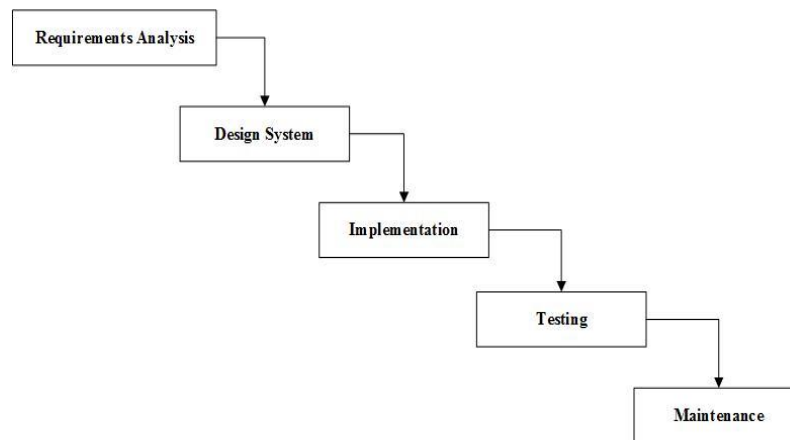 Requirements Analysis
Design System
Implementation
Testing
Maintenance